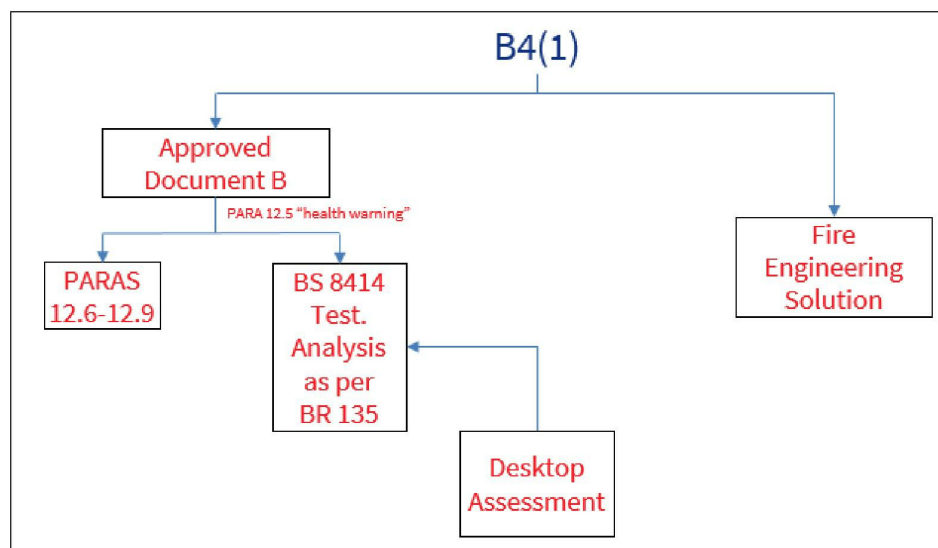 B4(1)
Approved
Document B
PARA 12.5 “health warning”
PARAS
12.6-12.9
BS 8414
Test.
Analysis
as per
BR 135
Fire
Engineering
Solution
Desktop
Assessment